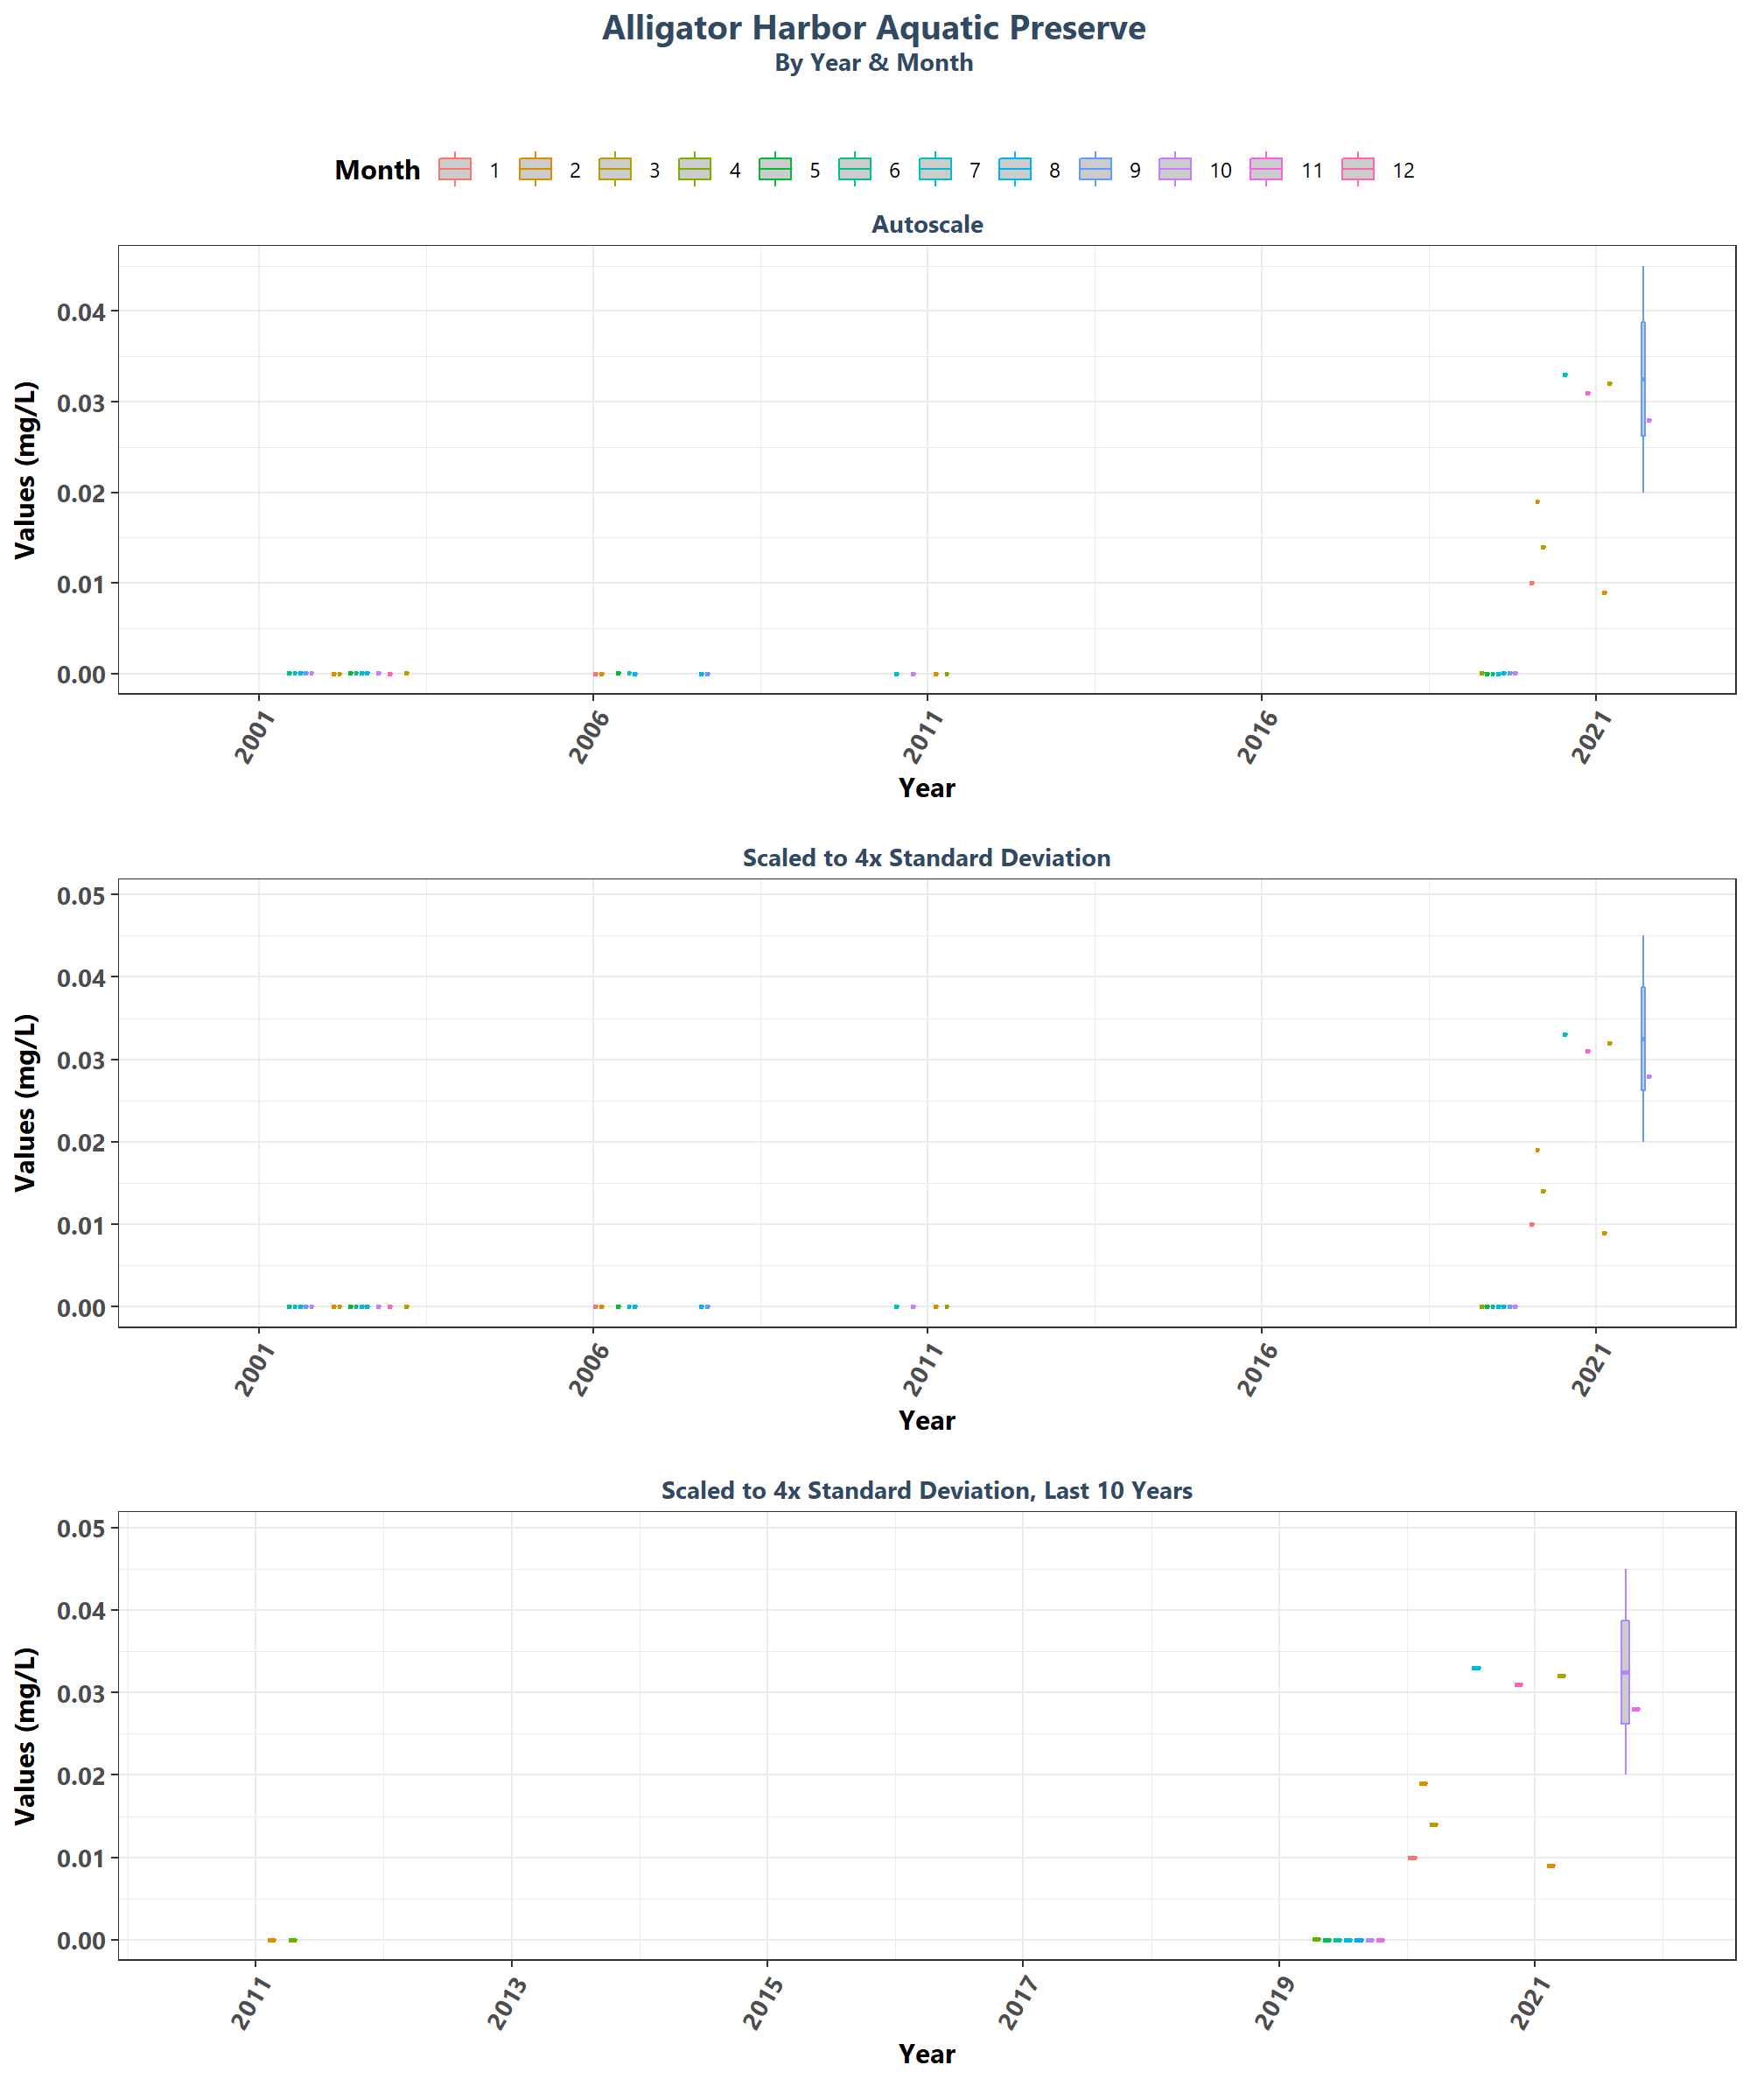 Alligator Harbor Aquatic Preserve
By Year & Month
Month 1 2 3 4 5 6 7 8 9 10 11 12
Autoscale
Values (mg/L)
0.04
0.03
0.02
0.01
0.00
2001 2006 2011 2016 2021
Year
Scaled to 4x Standard Deviation
Values (mg/L)
0.05
0.04
0.03
0.02
0.01
0.00
2001 2006 2011 2016 2021
Year
Scaled to 4x Standard Deviation, Last 10 Years
Values (mg/L)
0.05
0.04
0.03
0.02
0.01
0.00
2011 2013 2015 2017 2019 2021
Year